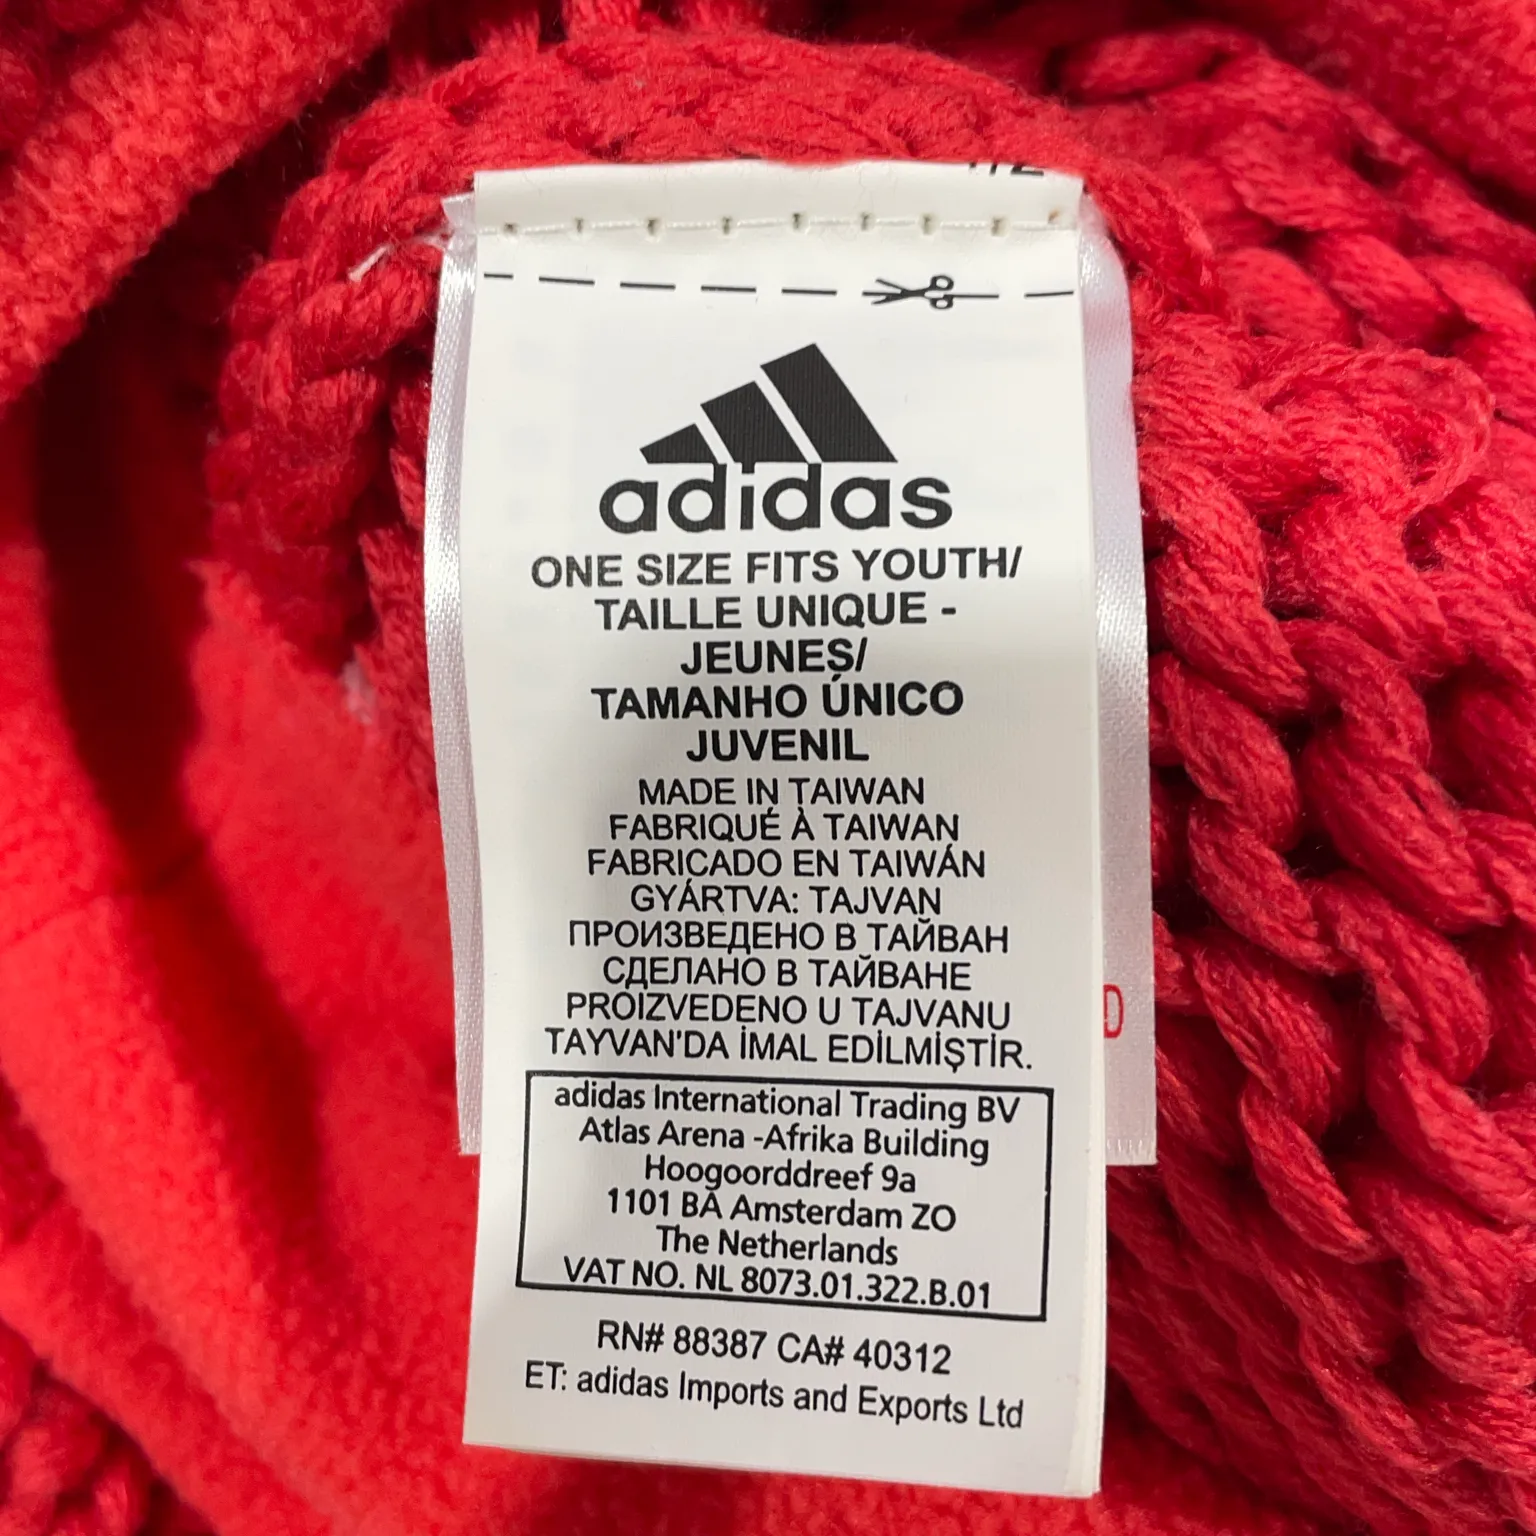 adidas
ONE SIZE FITS YOUTH/
TAILLE UNIQUE -
JEUNES/
TAMANHO ÚNICO
JUVENIL
MADE IN TAIWAN
FABRIQUÉ À TAIWAN
FABRICADO EN TAIWÁN
GYÁRTVA: TAJVAN
ПРОИЗВЕДЕНО В ТАЙВАН
СДЕЛАНО В ТАЙВАНЕ
PROIZVEDENO U TAJVANU
TAYVAN'DA İMAL EDİLMİŞTİR.
adidas International Trading BV
Atlas Arena -Afrika Building
Hoogoorddreef 9a
1101 BA Amsterdam ZO
The Netherlands
VAT NO. NL 8073.01.322.B.01
RN# 88387 CA# 40312
ET: adidas Imports and Exports Ltd